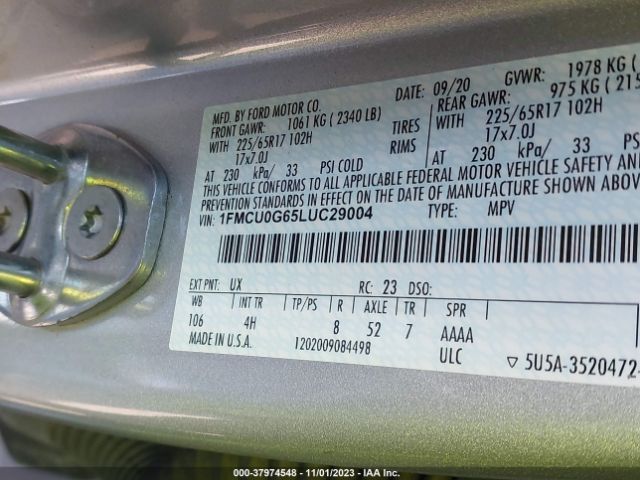 MFD. BY FORD MOTOR CO. DATE: 09/20 GVWR: 1978 KG (
FRONT GAWR: 1061 KG ( 2340 LB) REAR GAWR: 975 KG ( 215
WITH 225/65R17 102H TIRES WITH 225/65R17 102H
17x7.0J RIMS 17x7.0J
AT 230 kPa/ 33 PSI COLD AT 230 kPa/ 33 PSI
THIS VEHICLE CONFORMS TO ALL APPLICABLE FEDERAL MOTOR VEHICLE SAFETY AN
PREVENTION STANDARDS IN EFFECT ON THE DATE OF MANUFACTURE SHOWN ABOVE
VIN: 1FMCU0G65LUC29004 TYPE: MPV
EXT PNT: UX RC: 23 DSO:
WB INT TR TP/PS R AXLE TR SPR
106 4H 8 52 7 AAAA
MADE IN U.S.A. 1202009084498 ULC ▽ 5U5A-3520472-
000-37974548 - 11/01/2023 - IAA Inc.